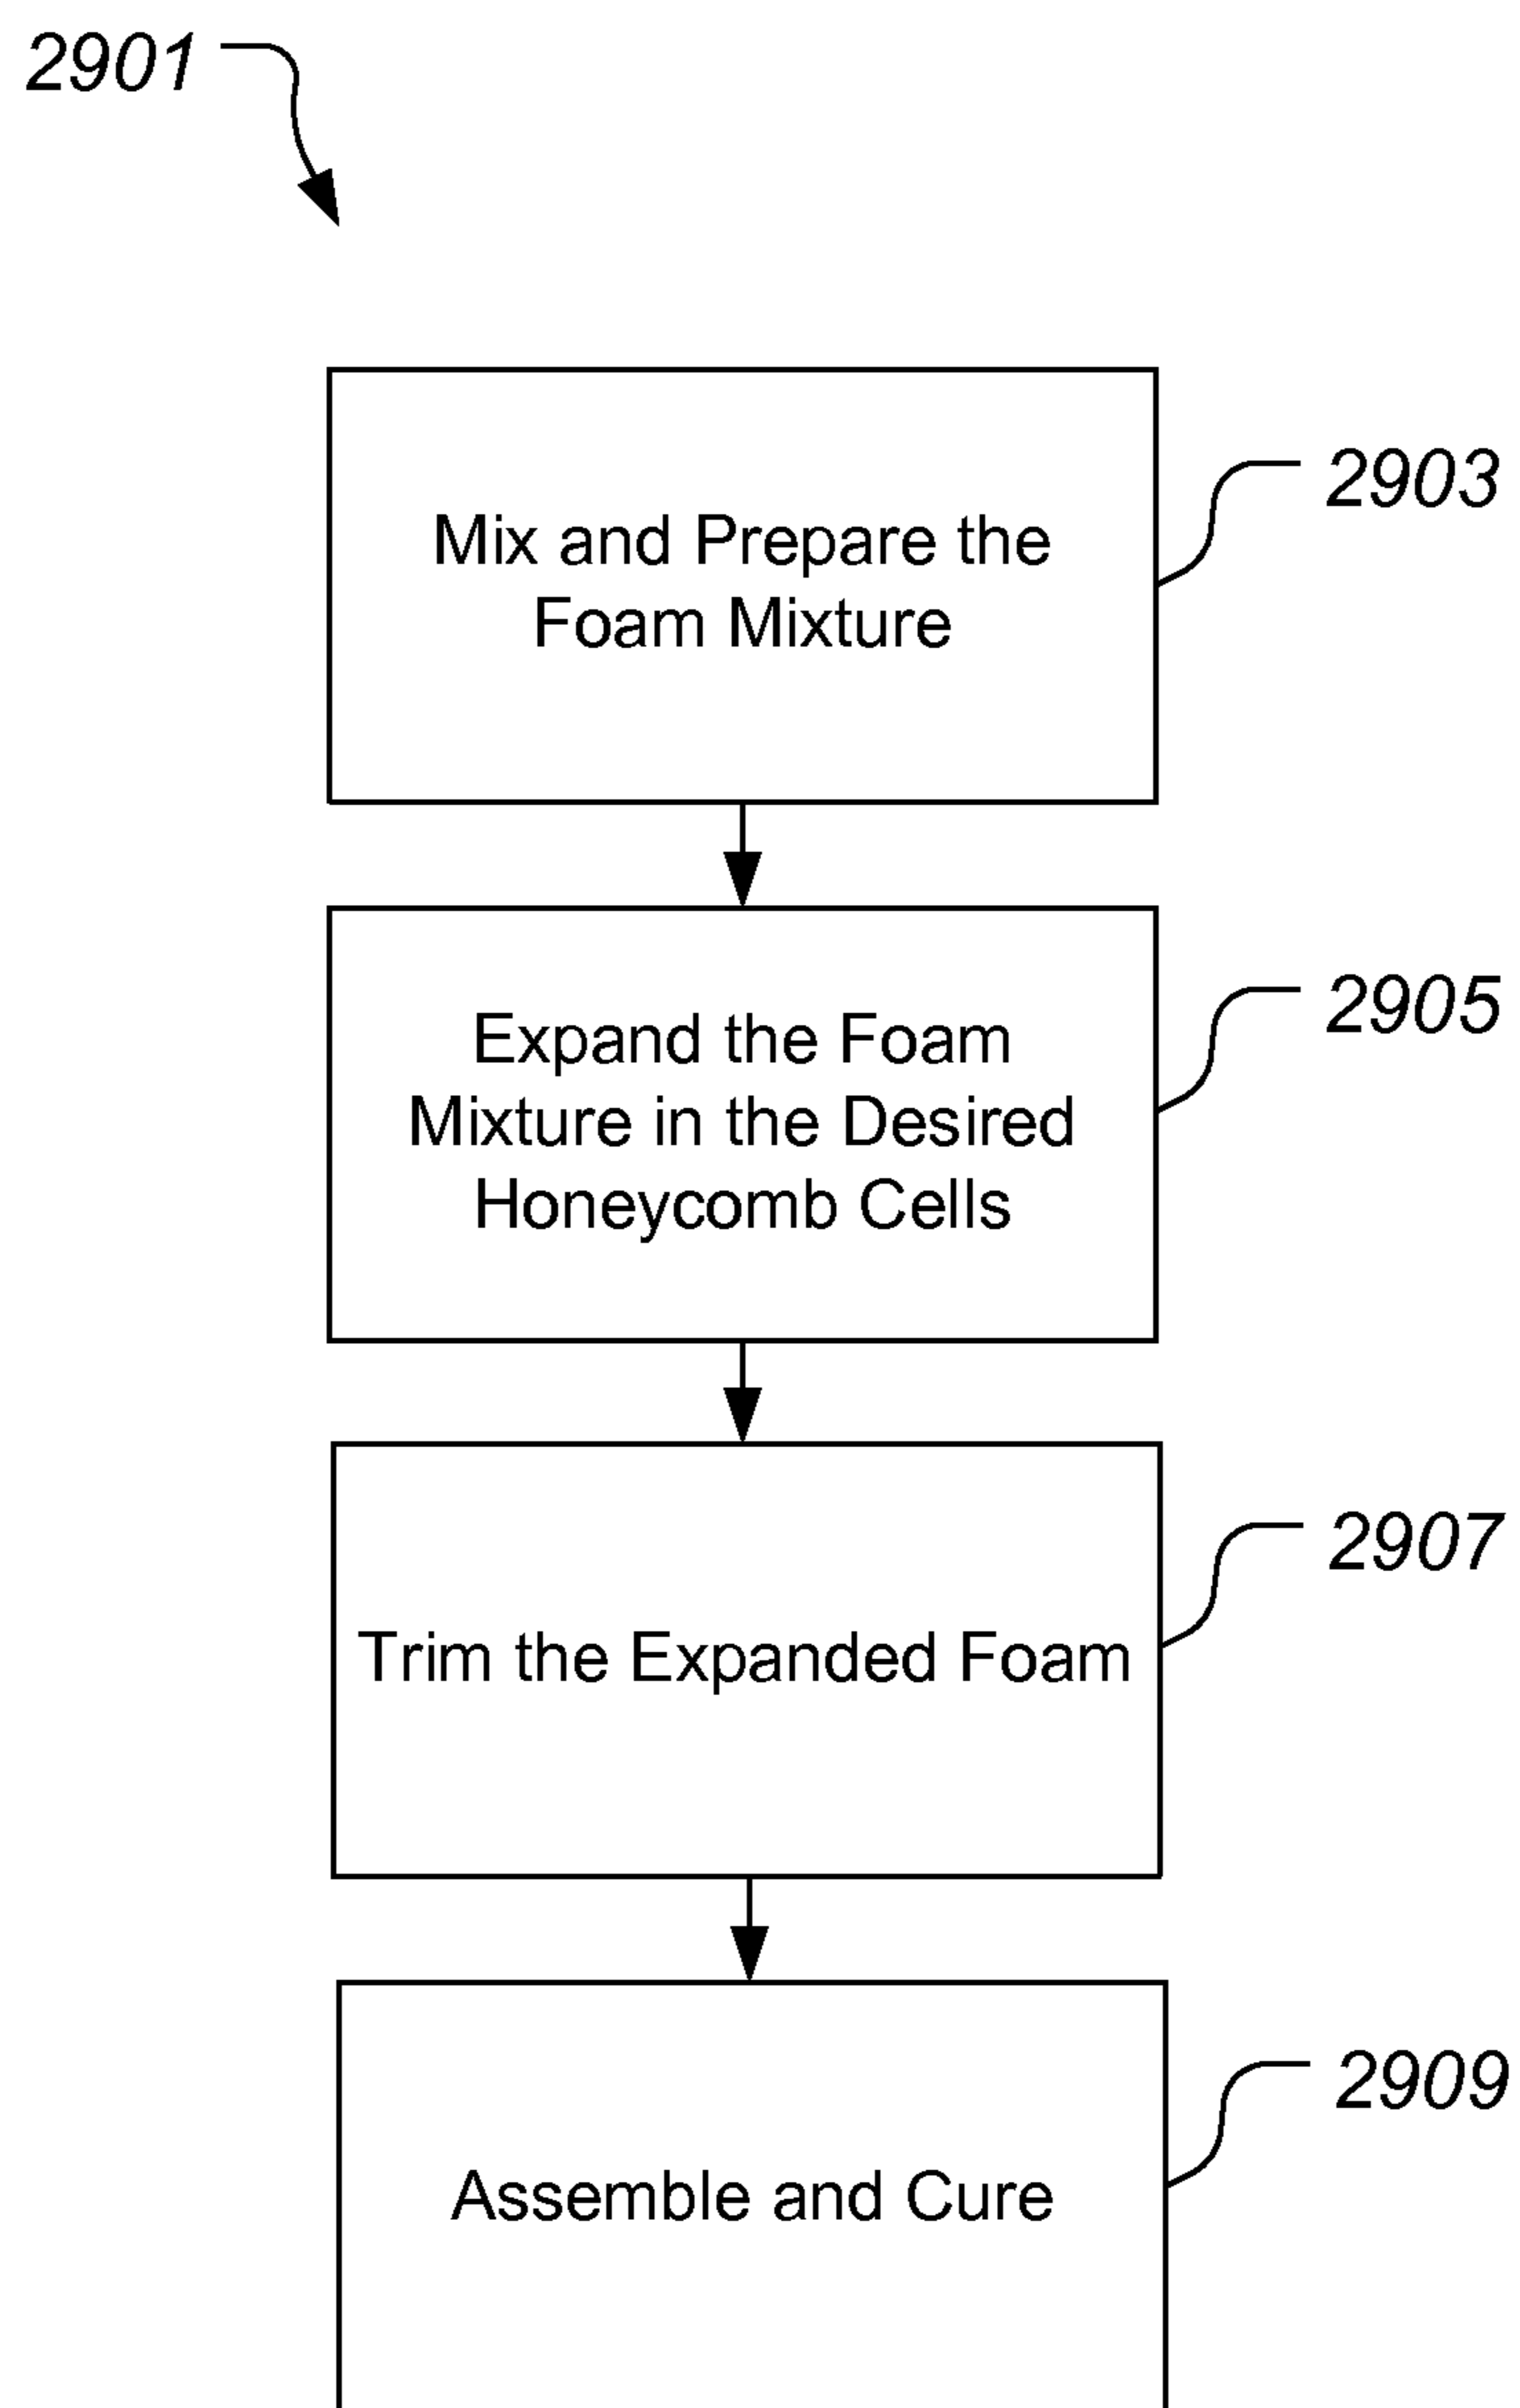 2901
Mix and Prepare the
Foam Mixture
2903
Expand the Foam
Mixture in the Desired
Honeycomb Cells
2905
Trim the Expanded Foam
2907
Assemble and Cure
2909